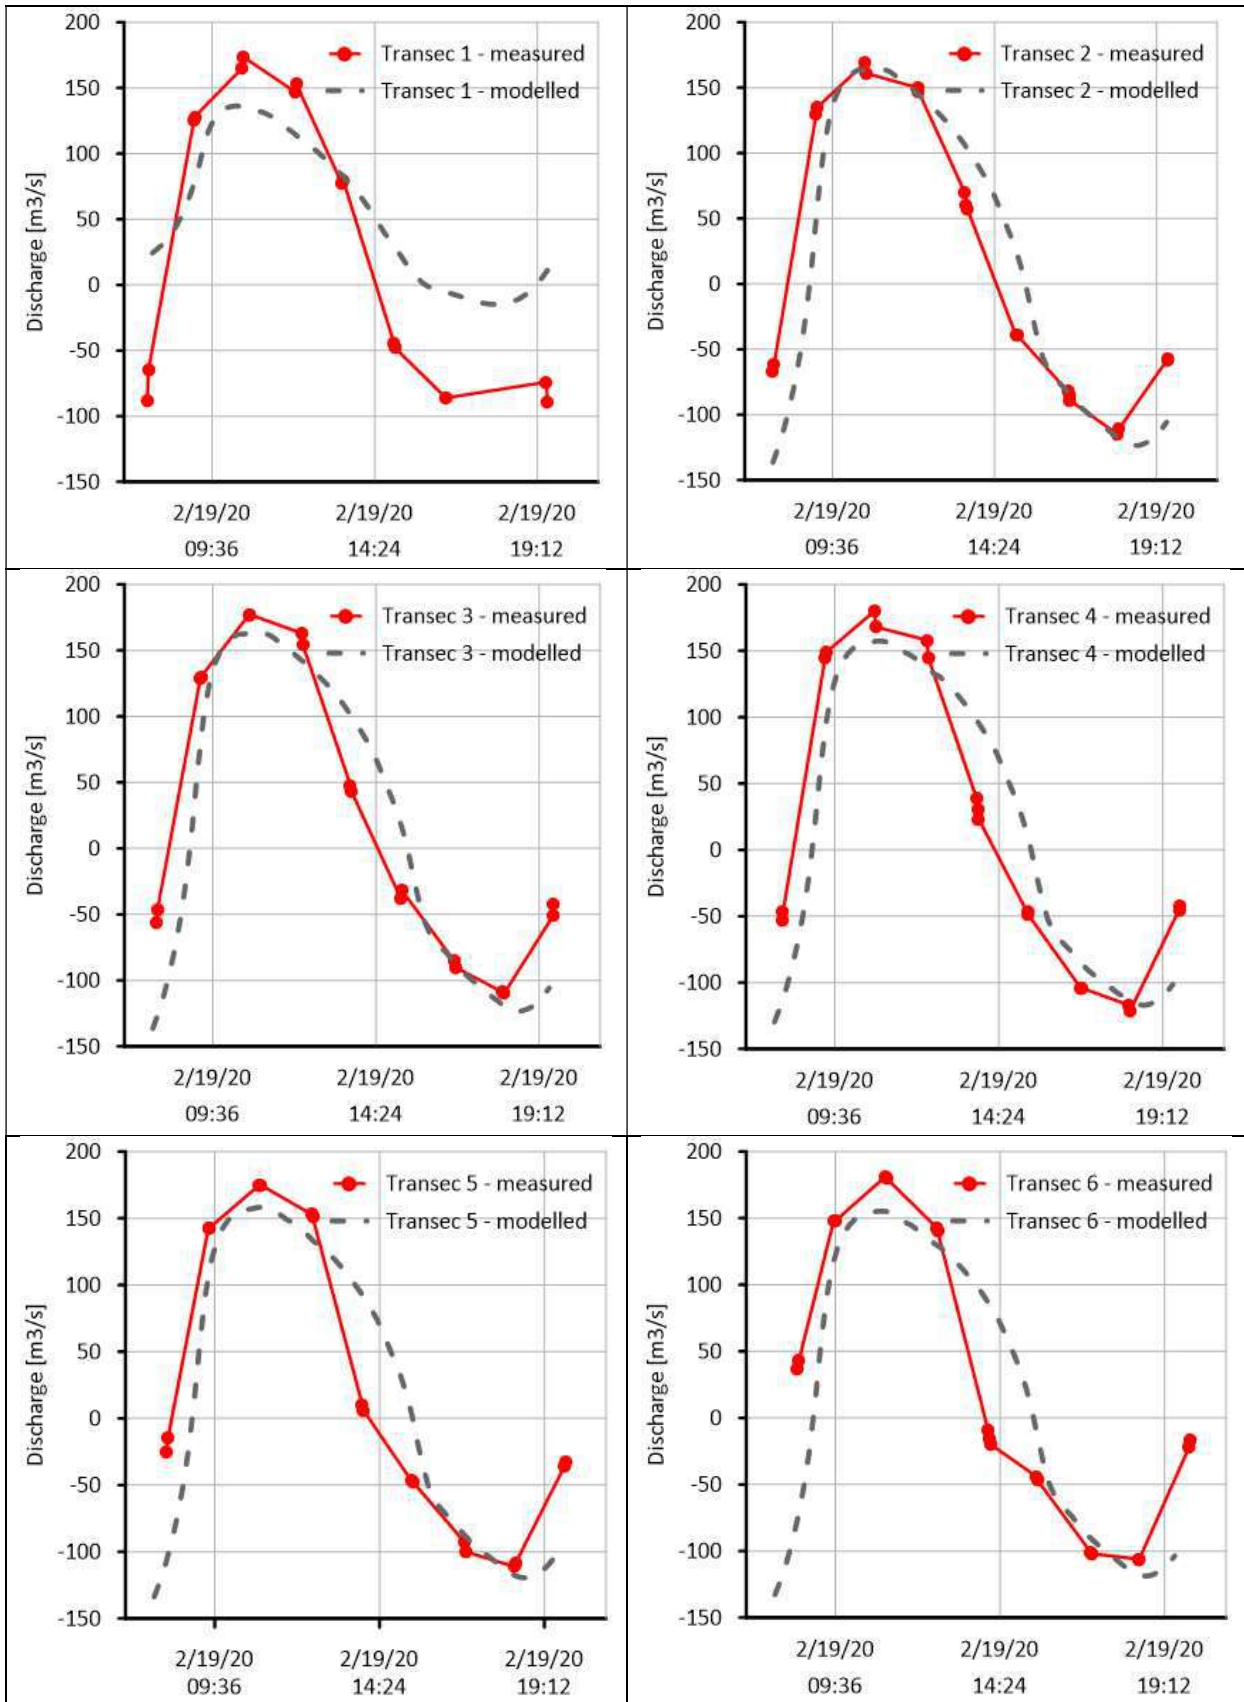 200
150
100
50
0
-50
-100
-150
Discharge [m3/s]
Transec 1 - measured
Transec 1 - modelled
2/19/20 2/19/20 2/19/20
09:36 14:24 19:12
200
150
100
50
0
-50
-100
-150
Discharge [m3/s]
Transec 2 - measured
Transec 2 - modelled
2/19/20 2/19/20 2/19/20
09:36 14:24 19:12
200
150
100
50
0
-50
-100
-150
Discharge [m3/s]
Transec 3 - measured
Transec 3 - modelled
2/19/20 2/19/20 2/19/20
09:36 14:24 19:12
200
150
100
50
0
-50
-100
-150
Discharge [m3/s]
Transec 4 - measured
Transec 4 - modelled
2/19/20 2/19/20 2/19/20
09:36 14:24 19:12
200
150
100
50
0
-50
-100
-150
Discharge [m3/s]
Transec 5 - measured
Transec 5 - modelled
2/19/20 2/19/20 2/19/20
09:36 14:24 19:12
200
150
100
50
0
-50
-100
-150
Discharge [m3/s]
Transec 6 - measured
Transec 6 - modelled
2/19/20 2/19/20 2/19/20
09:36 14:24 19:12